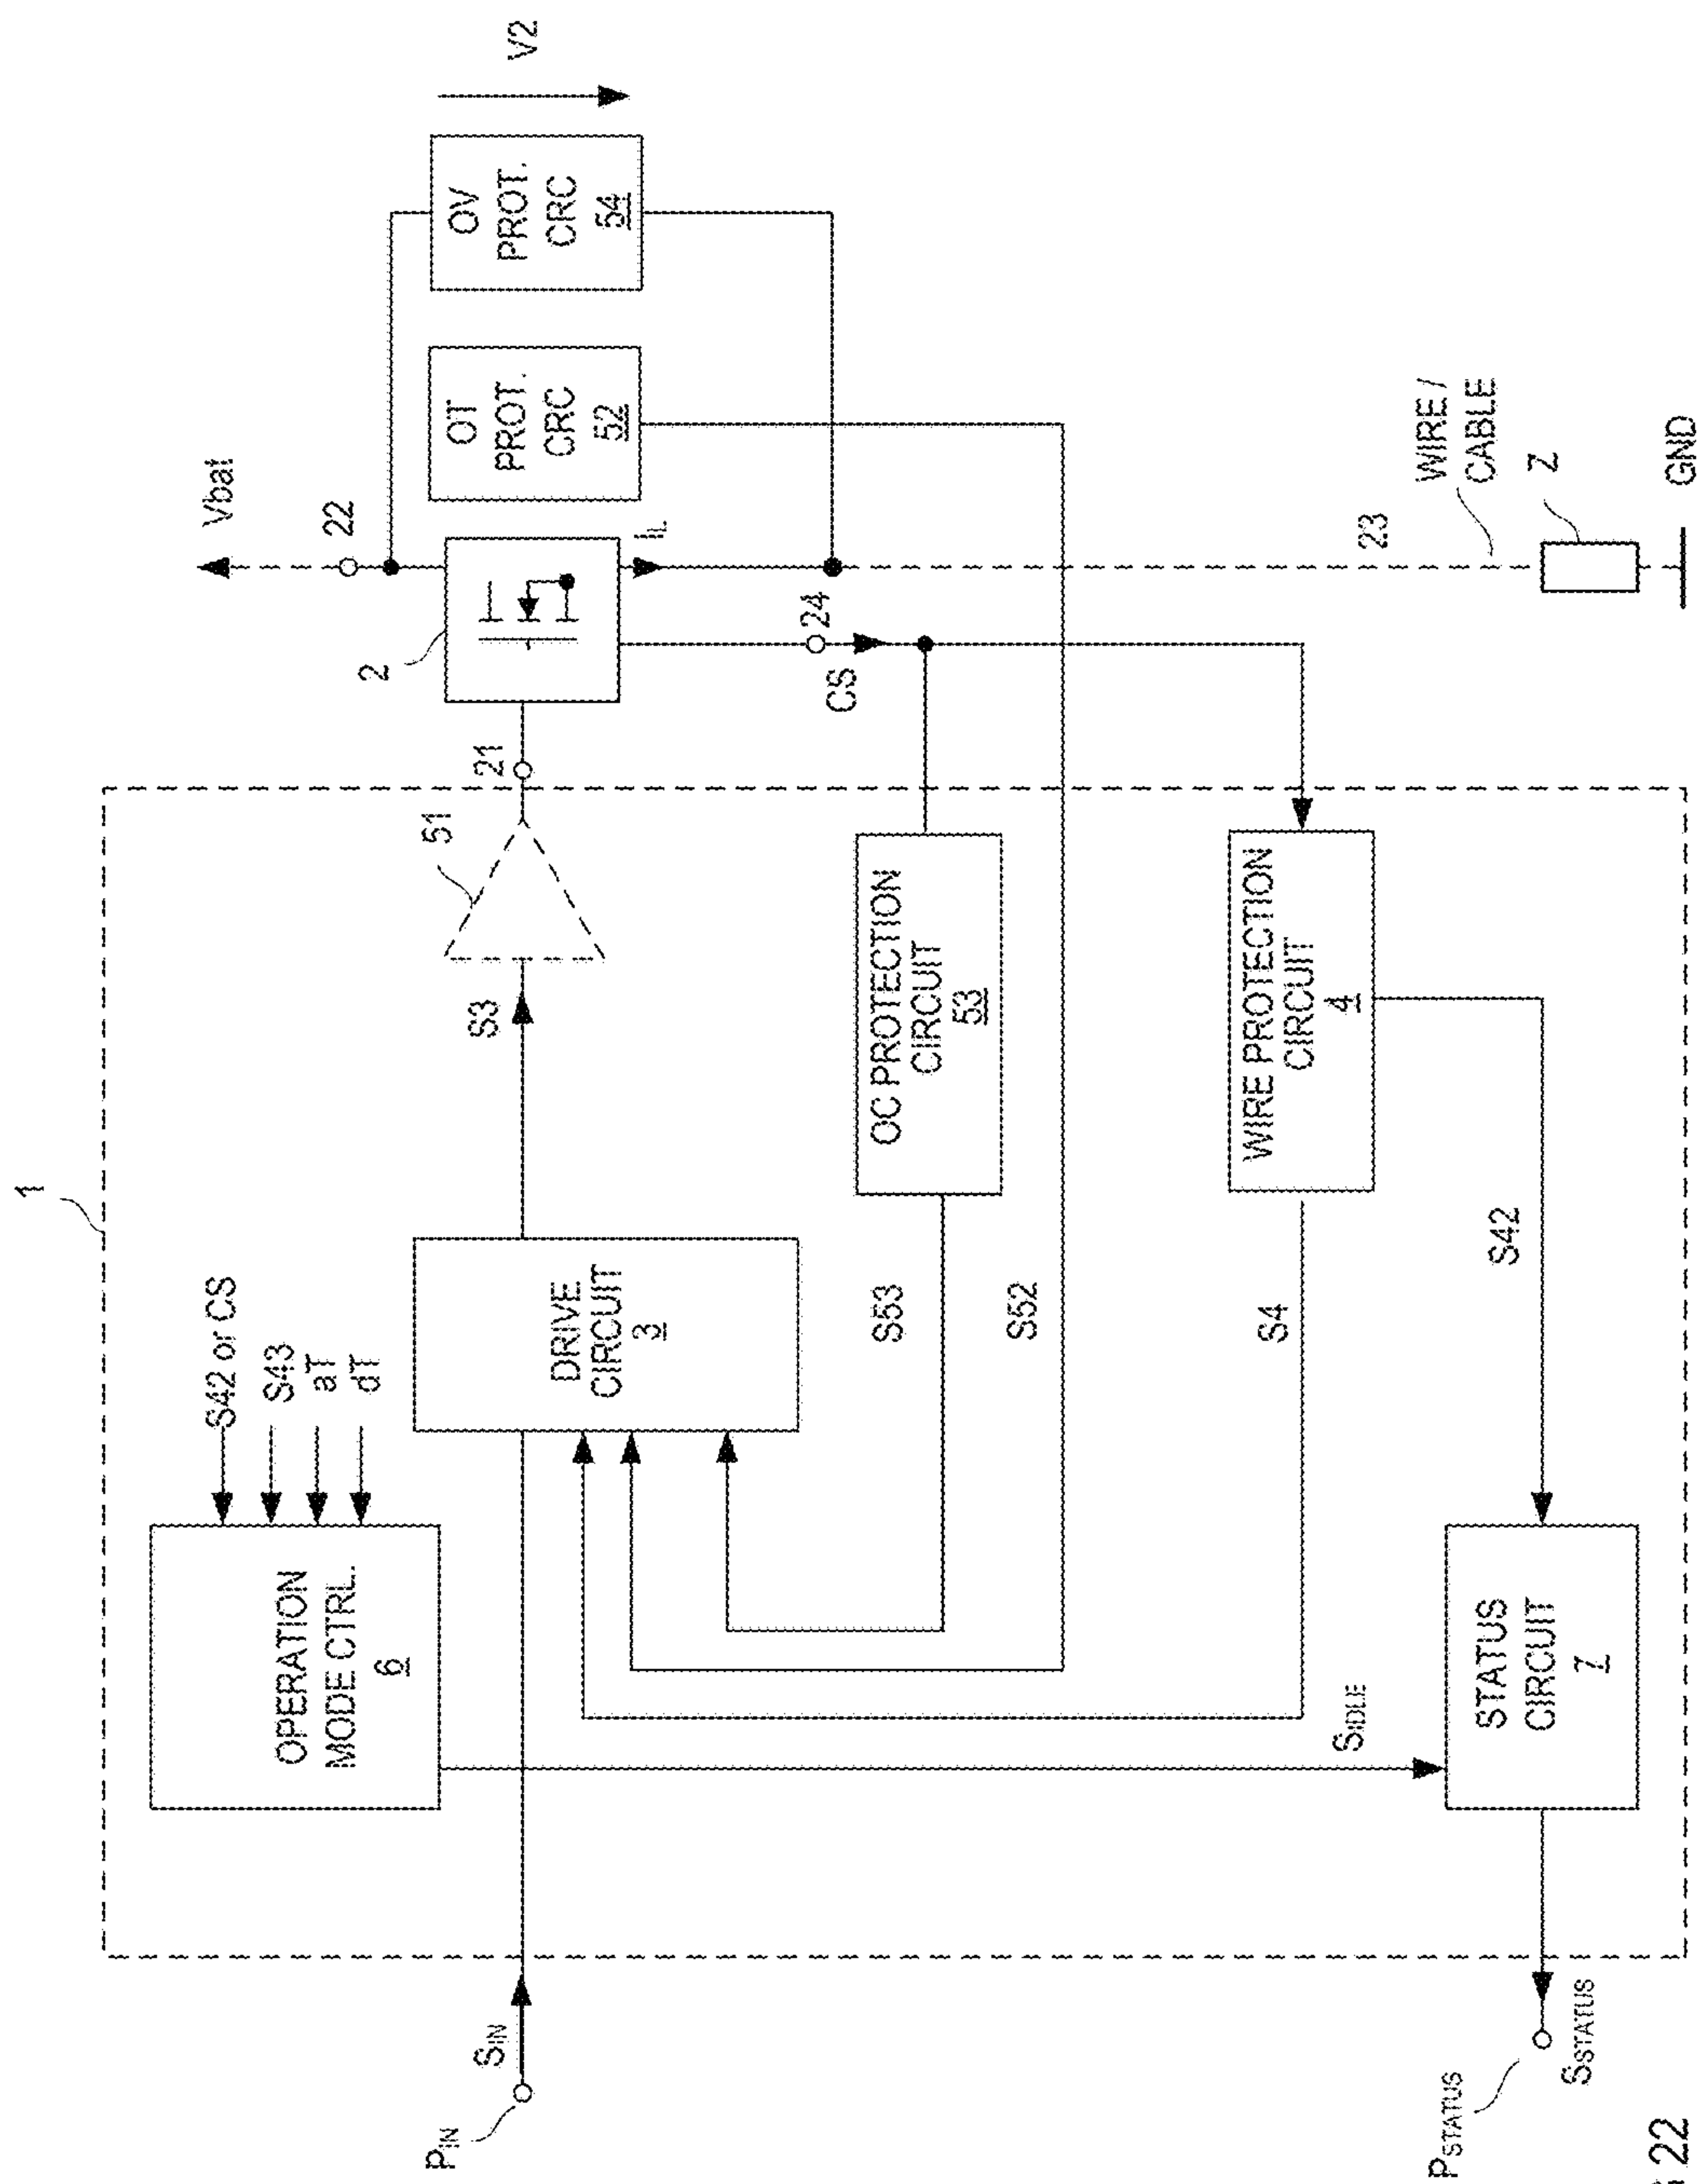 1
OPERATION
MODE CTRL.
6
S42 or CS
S43
aT
dT
Vbat
22
2
21
51
S3
DRIVE
CIRCUIT
3
PIN
SIN
OT
PROT.
CRC
52
OV
PROT.
CRC
54
V2
IL
24
CS
OC PROTECTION
CIRCUIT
53
S53
S52
WIRE PROTECTION
CIRCUIT
4
S4
S42
SIDLE
STATUS
CIRCUIT
7
PSTATUS
SSTATUS
23
WIRE /
CABLE
Z
GND
22